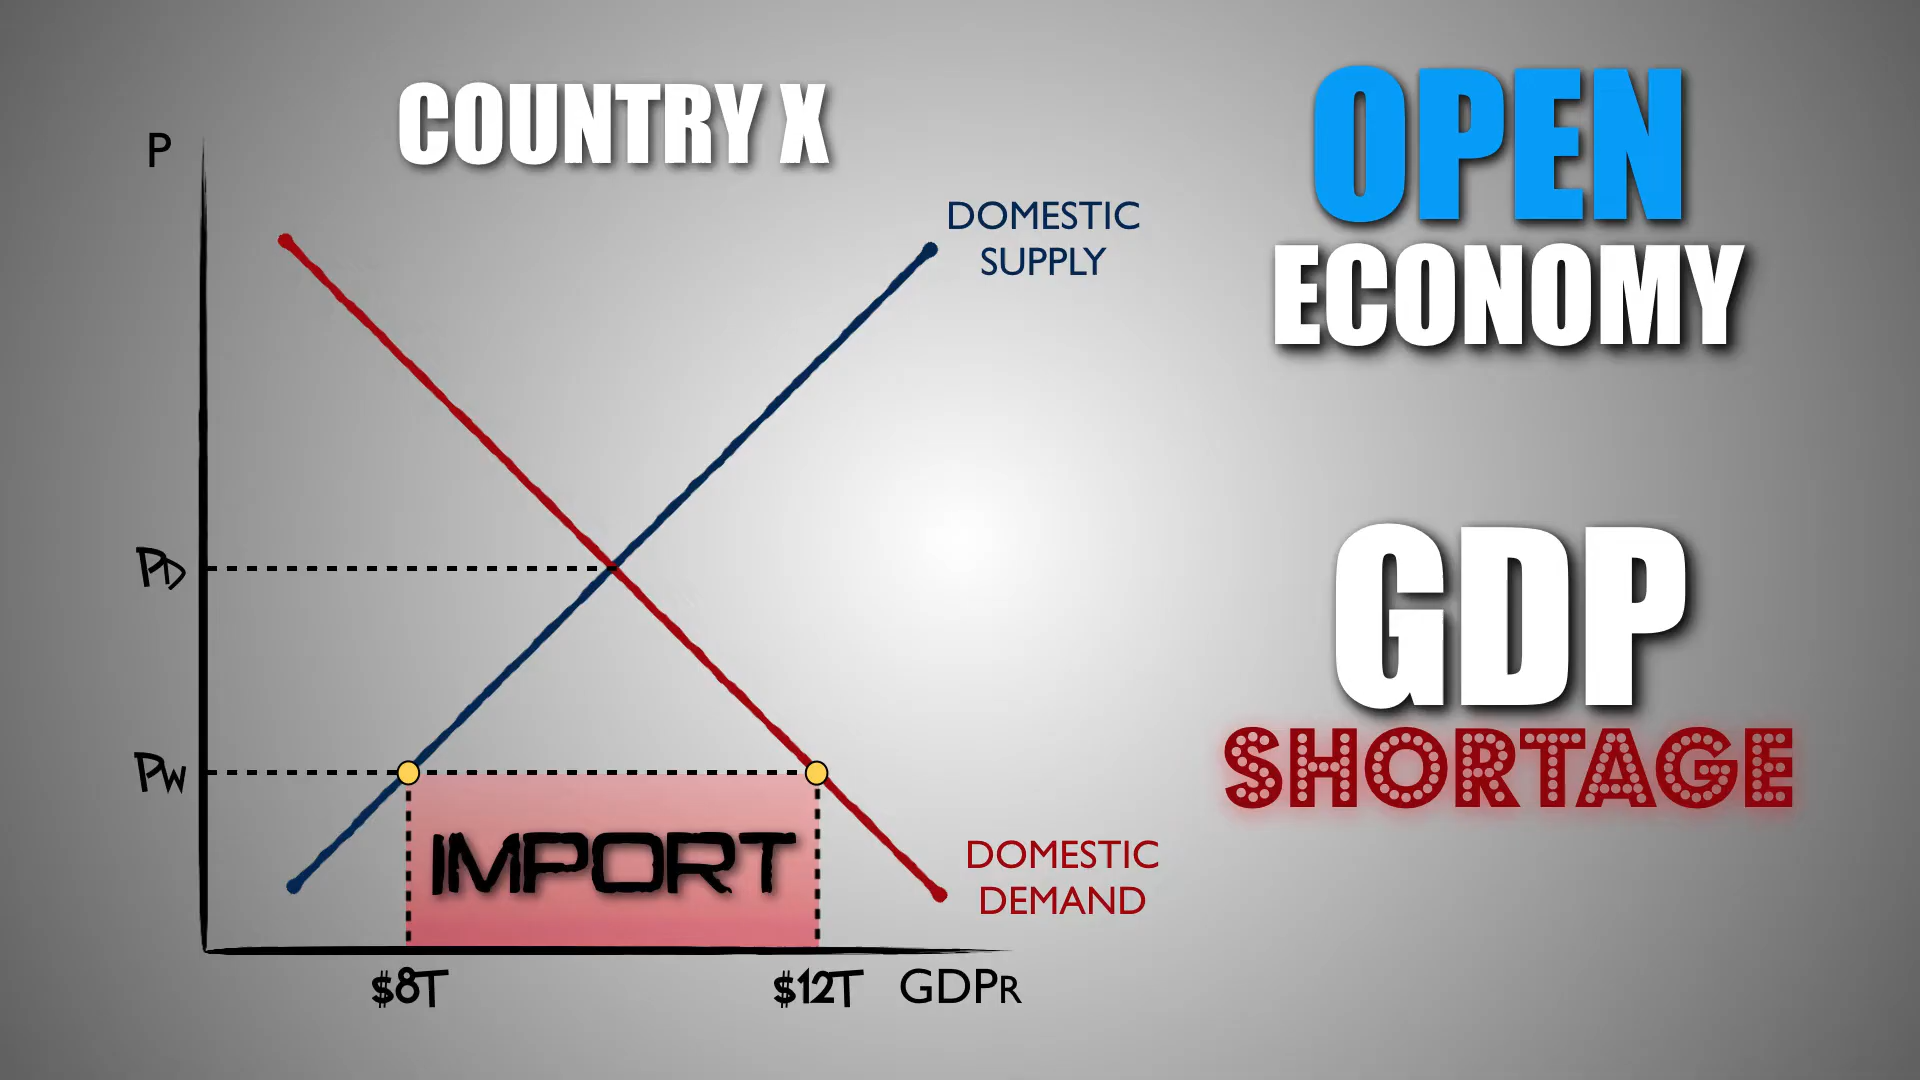 COUNTRY X
OPEN
ECONOMY
P
DOMESTIC
SUPPLY
PD
GDP
SHORTAGE
PW
IMPORT
DOMESTIC
DEMAND
$8T
$12T
GDPR